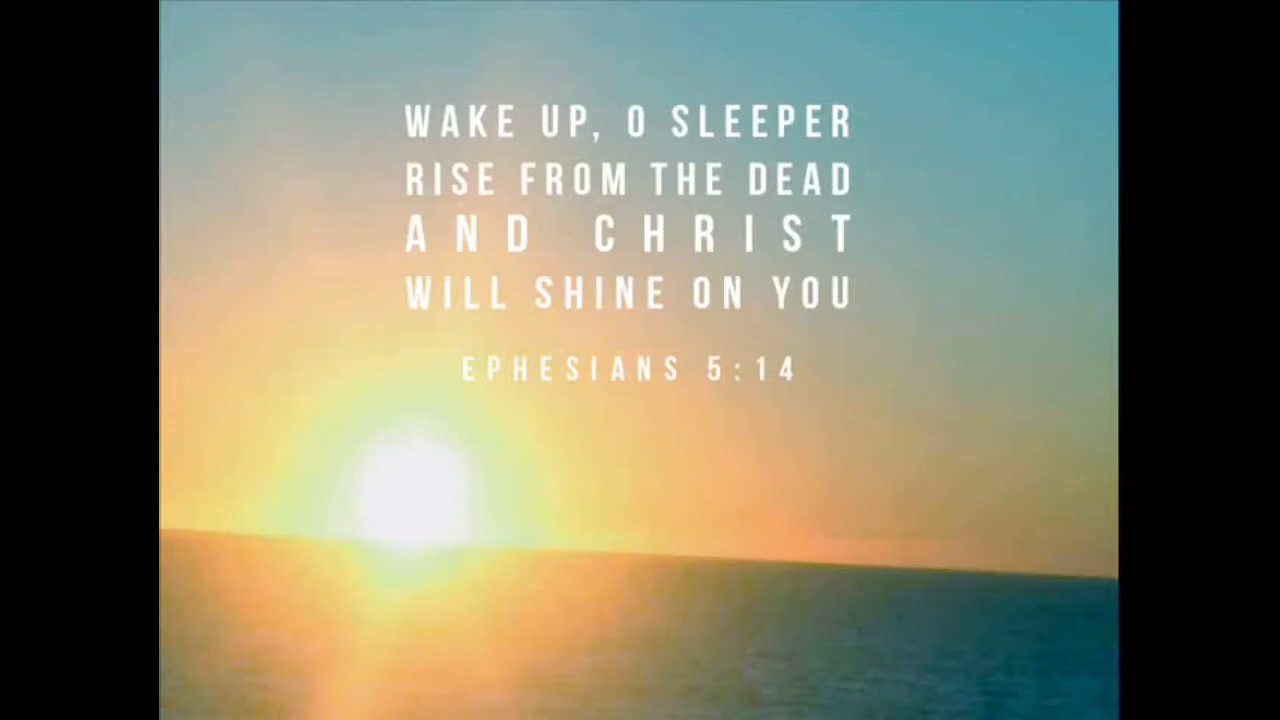 WAKE UP, O SLEEPER
RISE FROM THE DEAD
AND CHRIST
WILL SHINE ON YOU
EPHESIANS 5:14